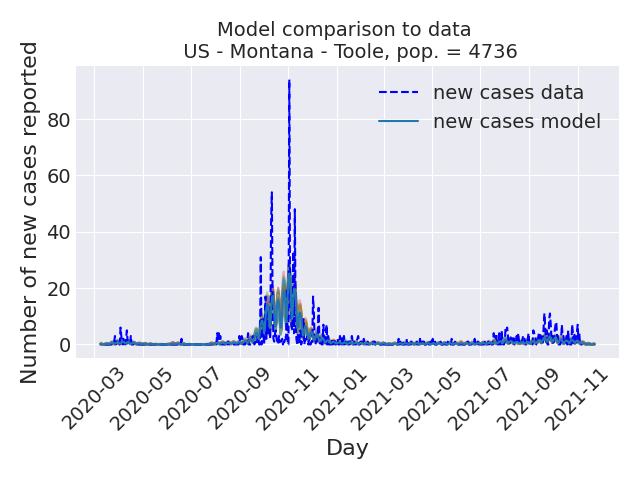 Model comparison to data
US - Montana - Toole, pop. = 4736
Number of new cases reported
80
60
40
20
0
new cases data
new cases model
2020-03
2020-05
2020-07
2020-09
2020-11
2021-01
2021-03
2021-05
2021-07
2021-09
2021-11
Day